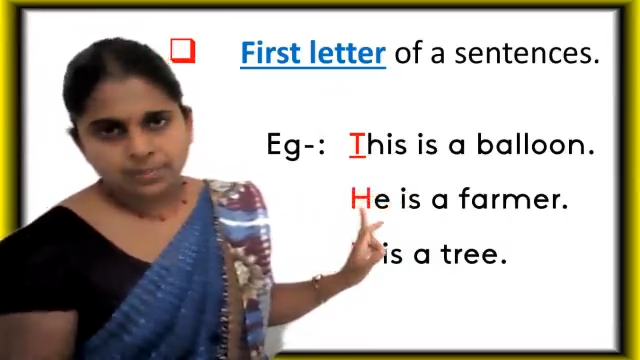 First letter of a sentences.
Eg-: This is a balloon.
He is a farmer.
is a tree.